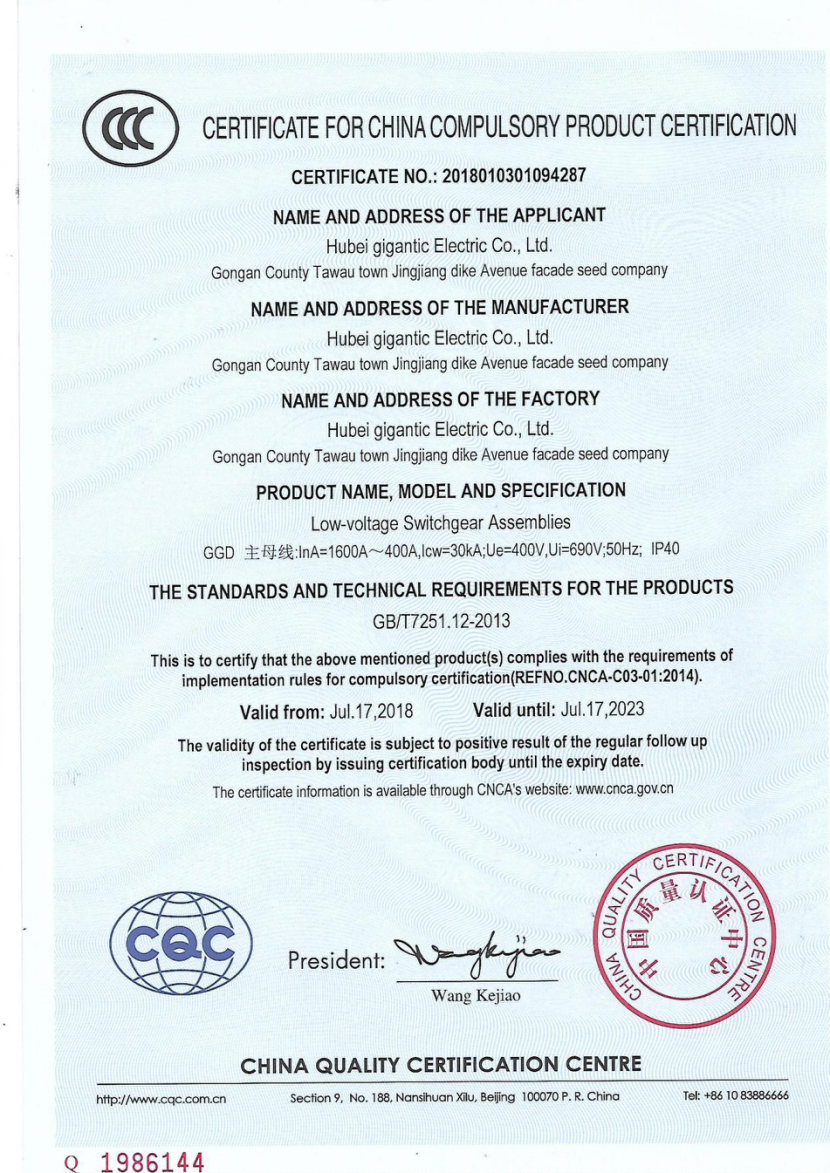 CCC
CERTIFICATE FOR CHINA COMPULSORY PRODUCT CERTIFICATION
CERTIFICATE NO.: 2018010301094287
NAME AND ADDRESS OF THE APPLICANT
Hubei gigantic Electric Co., Ltd.
Gongan County Tawau town Jingjiang dike Avenue facade seed company
NAME AND ADDRESS OF THE MANUFACTURER
Hubei gigantic Electric Co., Ltd.
Gongan County Tawau town Jingjiang dike Avenue facade seed company
NAME AND ADDRESS OF THE FACTORY
Hubei gigantic Electric Co., Ltd.
Gongan County Tawau town Jingjiang dike Avenue facade seed company
PRODUCT NAME, MODEL AND SPECIFICATION
Low-voltage Switchgear Assemblies
GGD 主母线:InA=1600A～400A,Icw=30kA;Ue=400V,Ui=690V;50Hz; IP40
THE STANDARDS AND TECHNICAL REQUIREMENTS FOR THE PRODUCTS
GB/T7251.12-2013
This is to certify that the above mentioned product(s) complies with the requirements of
implementation rules for compulsory certification(REFNO.CNCA-C03-01:2014).
Valid from: Jul.17,2018 Valid until: Jul.17,2023
The validity of the certificate is subject to positive result of the regular follow up
inspection by issuing certification body until the expiry date.
The certificate information is available through CNCA's website: www.cnca.gov.cn
CQC
President: Wangkejiao
Wang Kejiao
CHINA QUALITY CERTIFICATION CENTRE
中国质量认证中心
CHINA QUALITY CERTIFICATION CENTRE
http://www.cqc.com.cn Section 9, No. 188, Nansihuan Xilu, Beijing 100070 P. R. China Tel: +86 10 83886666
Q 1986144